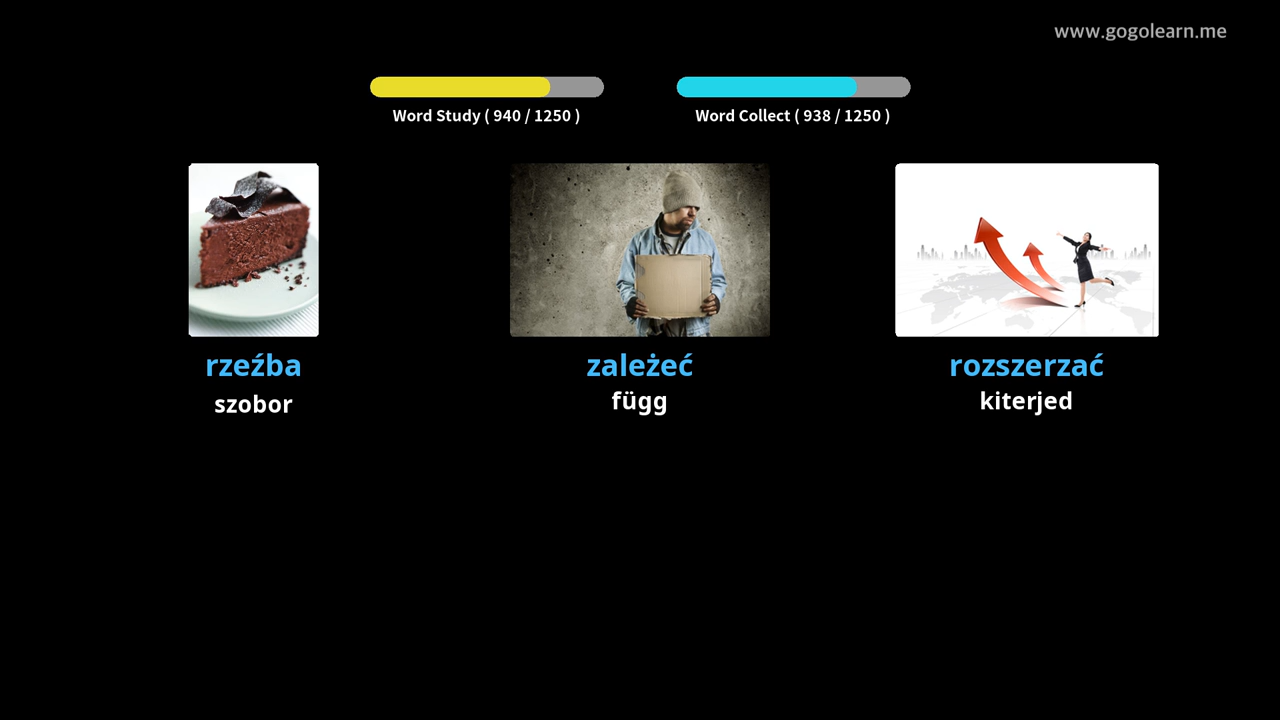 www.gogolearn.me
Word Study ( 940 / 1250 )
Word Collect ( 938 / 1250 )
rzeźba
szobor
zależeć
függ
rozszerzać
kiterjed